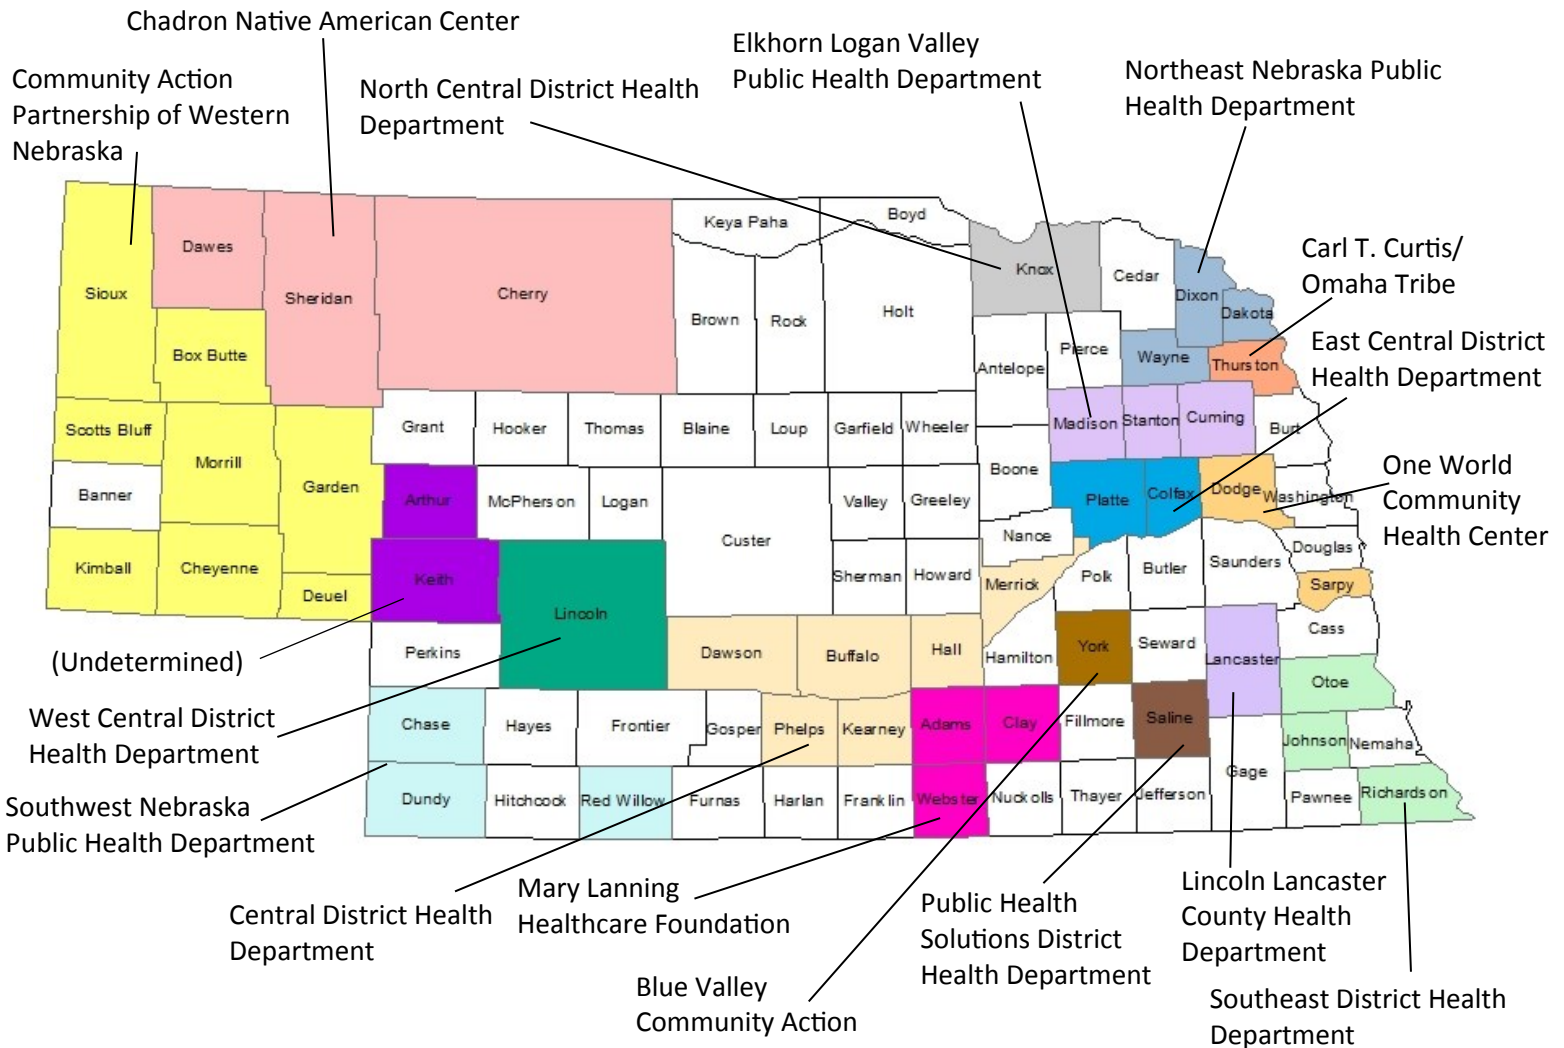 Chadron Native American Center
Elkhorn Logan Valley
Public Health Department
Northeast Nebraska Public
Health Department
Community Action
Partnership of Western
Nebraska
North Central District Health
Department
Carl T. Curtis/
Omaha Tribe
East Central District
Health Department
One World
Community
Health Center
Keya Paha
Boyd
Dawes
Sioux
Sheridan
Cherry
Knox
Cedar
Dixon
Dakota
Brown
Rock
Holt
Box Butte
Antelope
Pierce
Wayne
Thurston
Scotts Bluff
Grant
Hooker
Thomas
Blaine
Loup
Garfield
Wheeler
Madison
Stanton
Cuming
Burt
Morrill
Garden
Banner
Arthur
McPherson
Logan
Custer
Valley
Greeley
Boone
Platte
Colfax
Dodge
Washington
Nance
Kimball
Cheyenne
Deuel
Keith
Lincoln
Sherman
Howard
Merrick
Polk
Butler
Saunders
Douglas
Sarpy
Perkins
Dawson
Buffalo
Hall
Hamilton
York
Seward
Lancaster
Cass
Otoe
Chase
Hayes
Frontier
Gosper
Phelps
Kearney
Adams
Clay
Fillmore
Saline
Gage
Johnson
Nemaha
Dundy
Hitchcock
Red Willow
Furnas
Harlan
Franklin
Webster
Nuckolls
Thayer
Jefferson
Pawnee
Richardson
(Undetermined)
West Central District
Health Department
Southwest Nebraska
Public Health Department
Central District Health
Department
Mary Lanning
Healthcare Foundation
Blue Valley
Community Action
Public Health
Solutions District
Health Department
Lincoln Lancaster
County Health
Department
Southeast District Health
Department